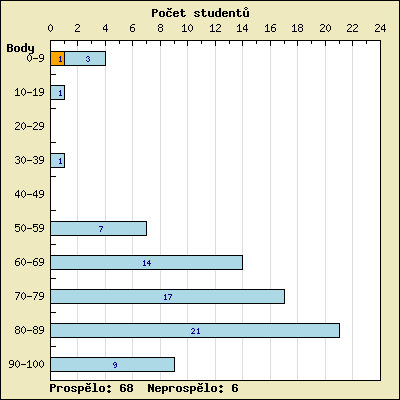 Počet studentů
0 2 4 6 8 10 12 14 16 18 20 22 24
Body
0-9 1 3
10-19 1
20-29
30-39 1
40-49
50-59 7
60-69 14
70-79 17
80-89 21
90-100 9
Prospělo: 68 Neprospělo: 6